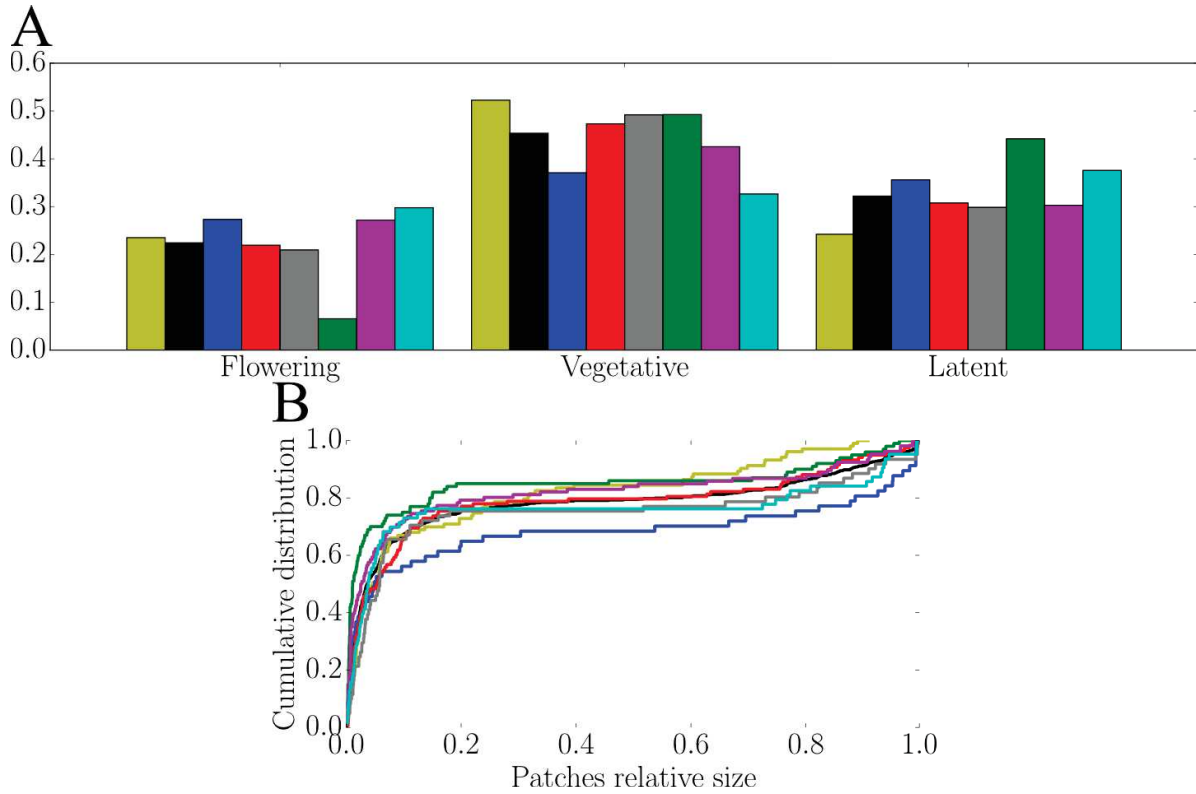 A
0.6
0.5
0.4
0.3
0.2
0.1
0.0
Flowering Vegetative Latent
B
Cumulative distribution
1.0
0.8
0.6
0.4
0.2
0.0
0.0 0.2 0.4 0.6 0.8 1.0
Patches relative size